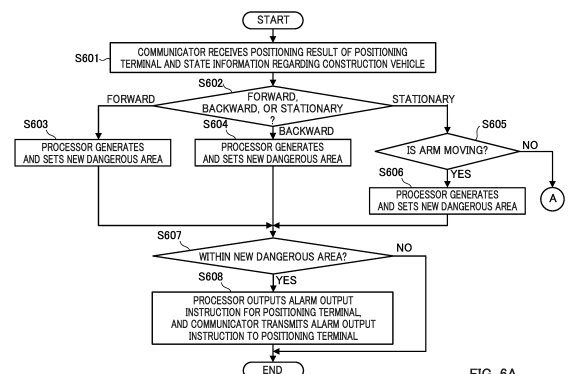 START
S601
COMMUNICATOR RECEIVES POSITIONING RESULT OF POSITIONING
TERMINAL AND STATE INFORMATION REGARDING CONSTRUCTION VEHICLE
S602
FORWARD,
BACKWARD, OR STATIONARY
?
FORWARD
BACKWARD
STATIONARY
S603
PROCESSOR GENERATES
AND SETS NEW DANGEROUS AREA
S604
PROCESSOR GENERATES
AND SETS NEW DANGEROUS AREA
S605
IS ARM MOVING?
NO
YES
A
S606
PROCESSOR GENERATES
AND SETS NEW DANGEROUS AREA
S607
WITHIN NEW DANGEROUS AREA?
NO
YES
S608
PROCESSOR OUTPUTS ALARM OUTPUT
INSTRUCTION FOR POSITIONING TERMINAL,
AND COMMUNICATOR TRANSMITS ALARM OUTPUT
INSTRUCTION TO POSITIONING TERMINAL
END
FIG. 6A